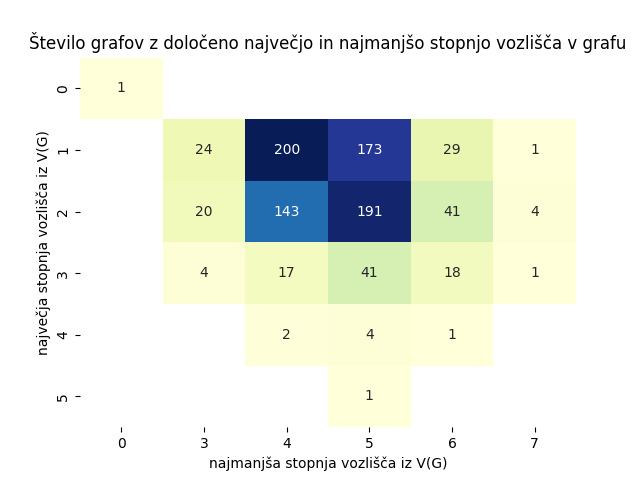 Število grafov z določeno največjo in najmanjšo stopnjo vozlišča v grafu
največja stopnja vozlišča iz V(G)
0 1
1 24 200 173 29 1
2 20 143 191 41 4
3 4 17 41 18 1
4 2 4 1
5 1
0 3 4 5 6 7
najmanjša stopnja vozlišča iz V(G)